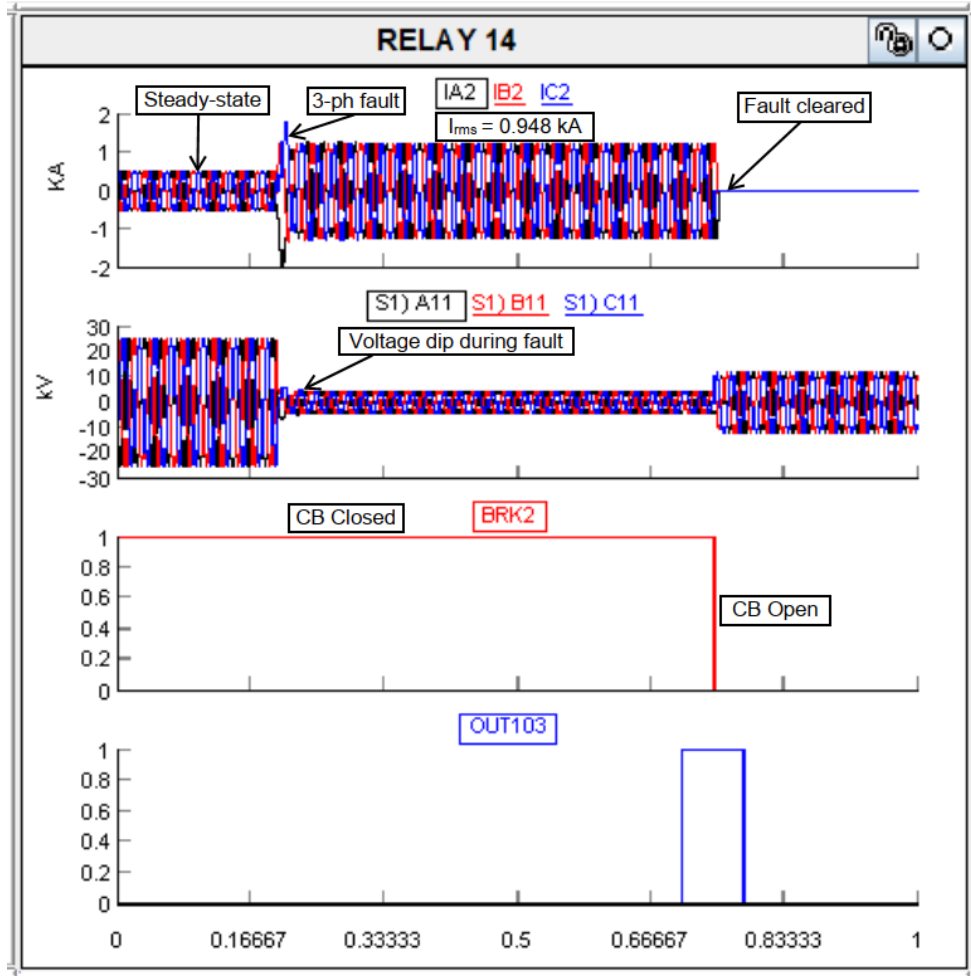 RELAY 14
IA2 IB2 IC2
Steady-state
3-ph fault
Irms = 0.948 kA
Fault cleared
KA
2
1
0
-1
-2
S1) A11 S1) B11 S1) C11
Voltage dip during fault
kV
30
20
10
0
-10
-20
-30
CB Closed
BRK2
CB Open
1
0.8
0.6
0.4
0.2
0
OUT103
1
0.8
0.6
0.4
0.2
0
0 0.16667 0.33333 0.5 0.66667 0.83333 1